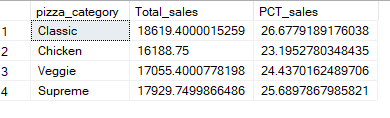 pizza_category Total_sales PCT_sales
1 Classic 18619.4000015259 26.6779189176038
2 Chicken 16188.75 23.1952780348435
3 Veggie 17055.4000778198 24.4370162489706
4 Supreme 17929.7499866486 25.6897867985821